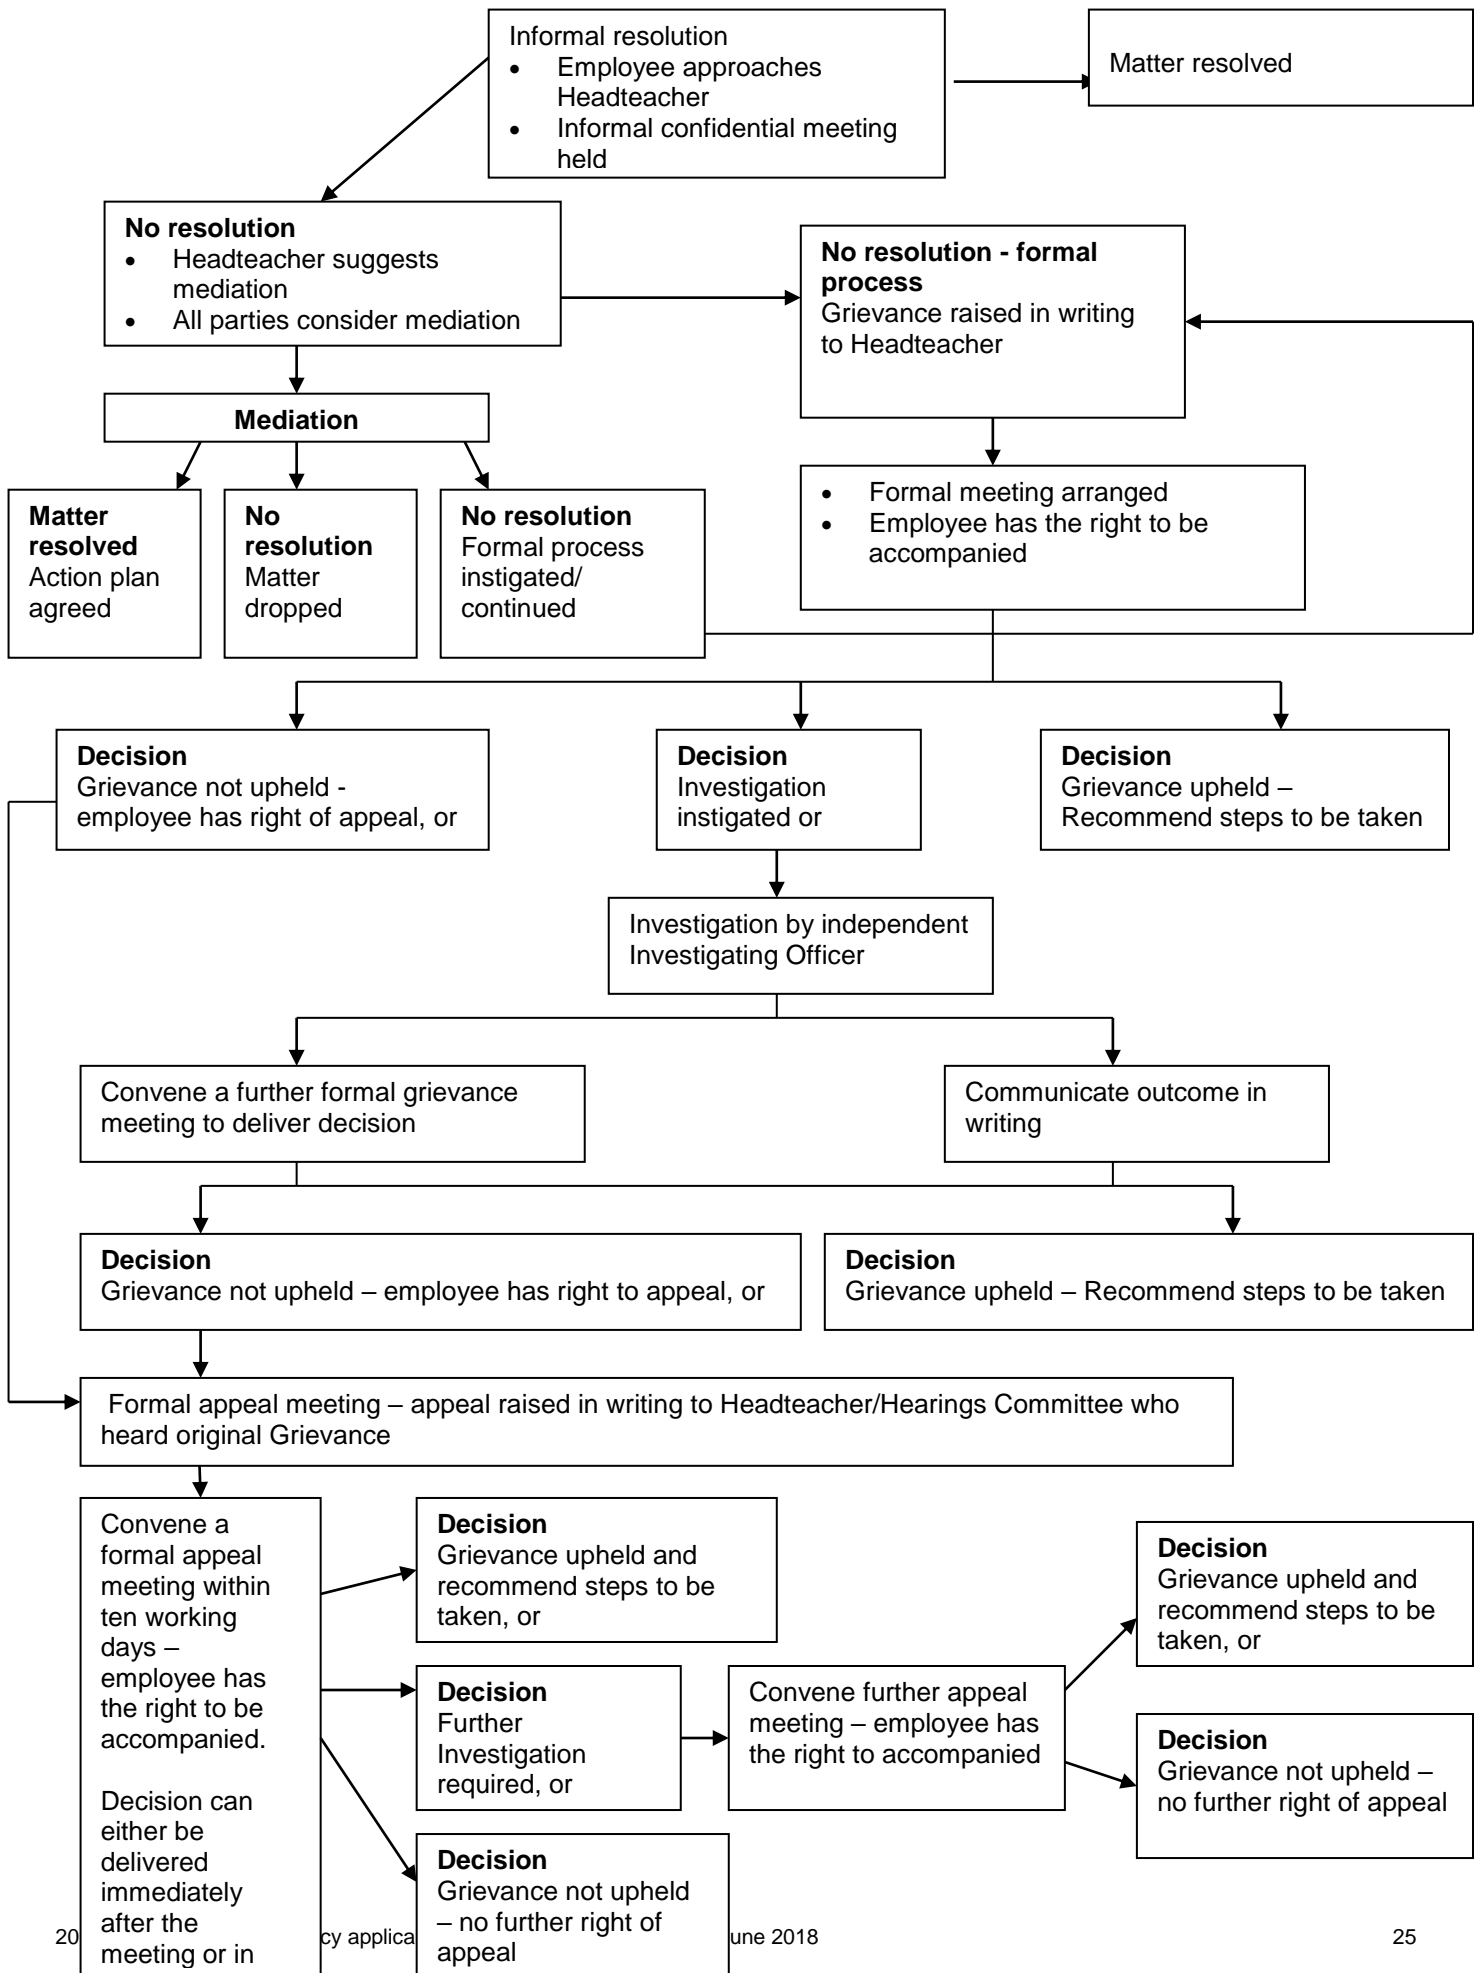 Informal resolution
• Employee approaches
Headteacher
• Informal confidential meeting
held
Matter resolved
No resolution
• Headteacher suggests
mediation
• All parties consider mediation
No resolution - formal
process
Grievance raised in writing
to Headteacher
Mediation
Matter
resolved
Action plan
agreed
No
resolution
Matter
dropped
No resolution
Formal process
instigated/
continued
• Formal meeting arranged
• Employee has the right to be
accompanied
Decision
Grievance not upheld -
employee has right of appeal, or
Decision
Investigation
instigated or
Decision
Grievance upheld –
Recommend steps to be taken
Investigation by independent
Investigating Officer
Convene a further formal grievance
meeting to deliver decision
Communicate outcome in
writing
Decision
Grievance not upheld – employee has right to appeal, or
Decision
Grievance upheld – Recommend steps to be taken
Formal appeal meeting – appeal raised in writing to Headteacher/Hearings Committee who
heard original Grievance
Convene a
formal appeal
meeting within
ten working
days –
employee has
the right to be
accompanied.
Decision can
either be
delivered
immediately
after the
meeting or in
Decision
Grievance upheld and
recommend steps to be
taken, or
Decision
Further
Investigation
required, or
Convene further appeal
meeting – employee has
the right to accompanied
Decision
Grievance upheld and
recommend steps to be
taken, or
Decision
Grievance not upheld –
no further right of appeal
Decision
Grievance not upheld
– no further right of
appeal
20 cy applica une 2018 25